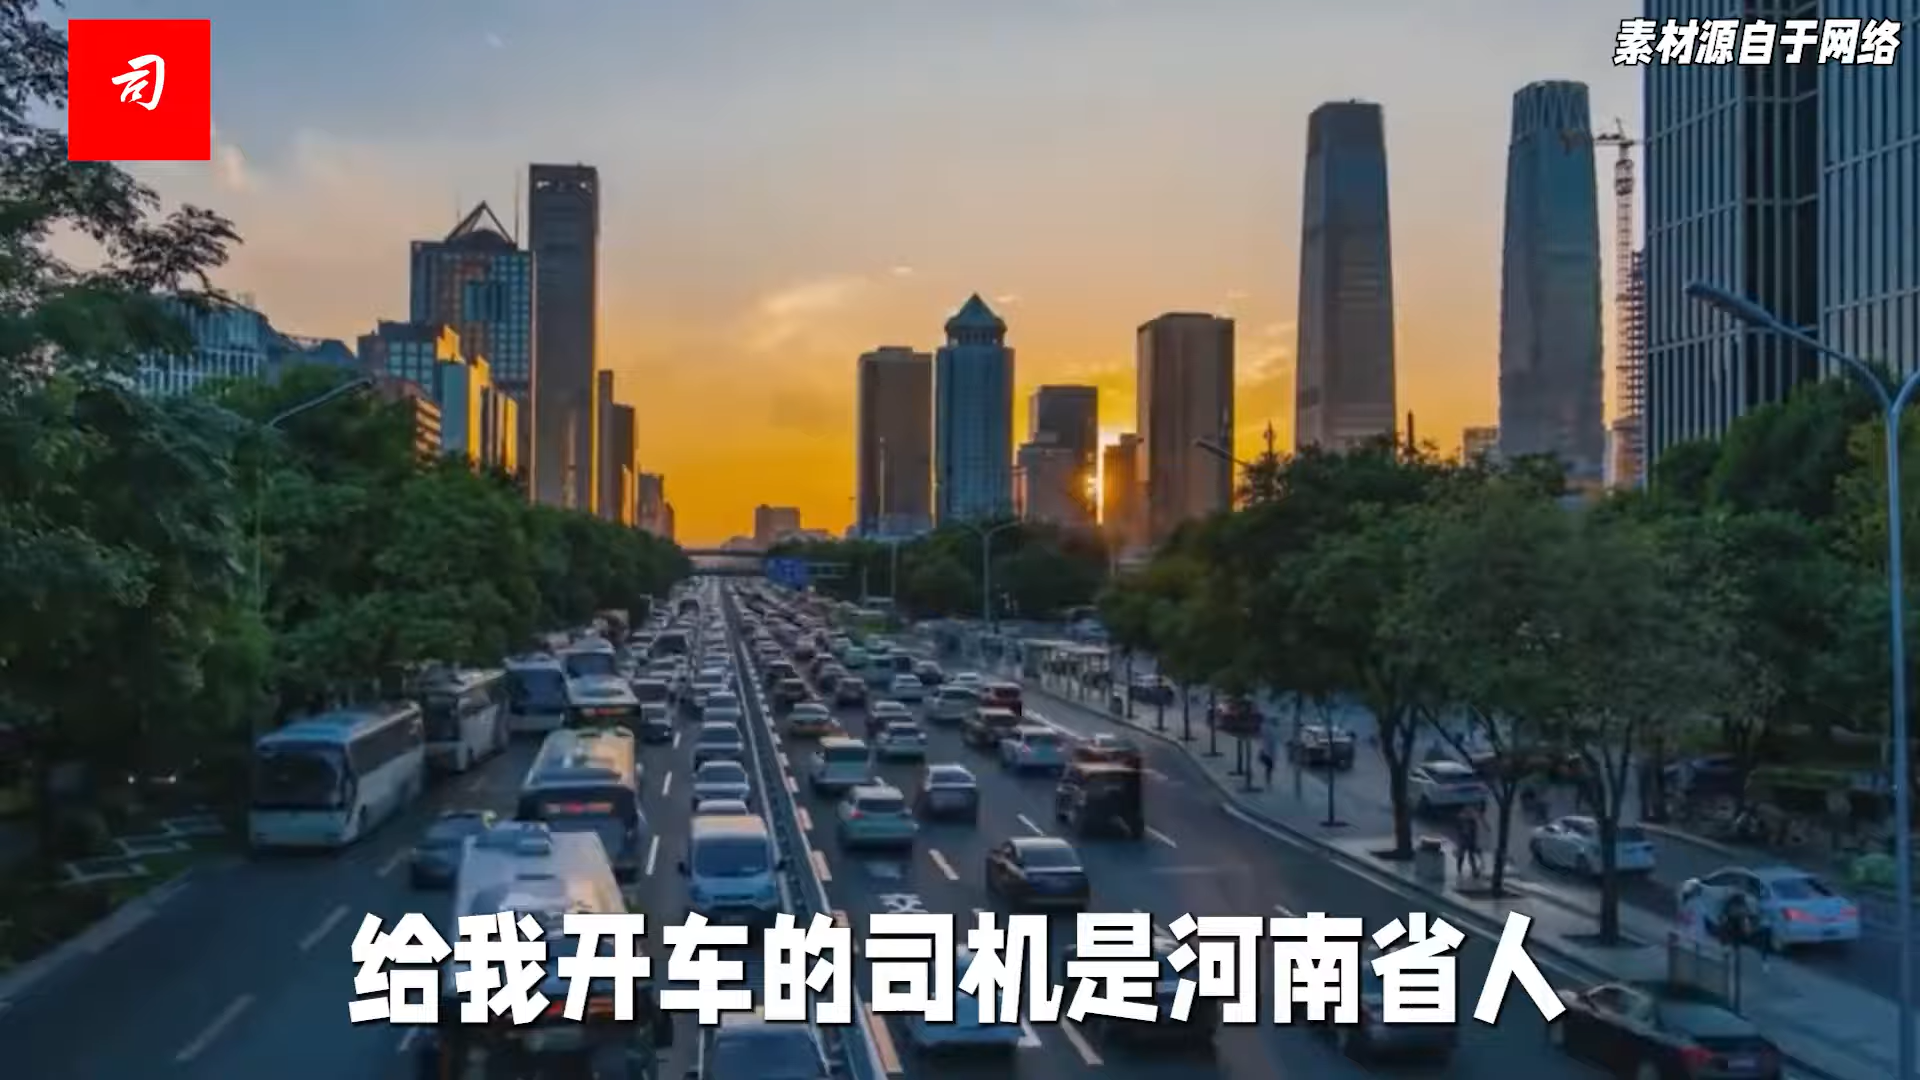 司
素材源自于网络
给我开车的司机是河南省人